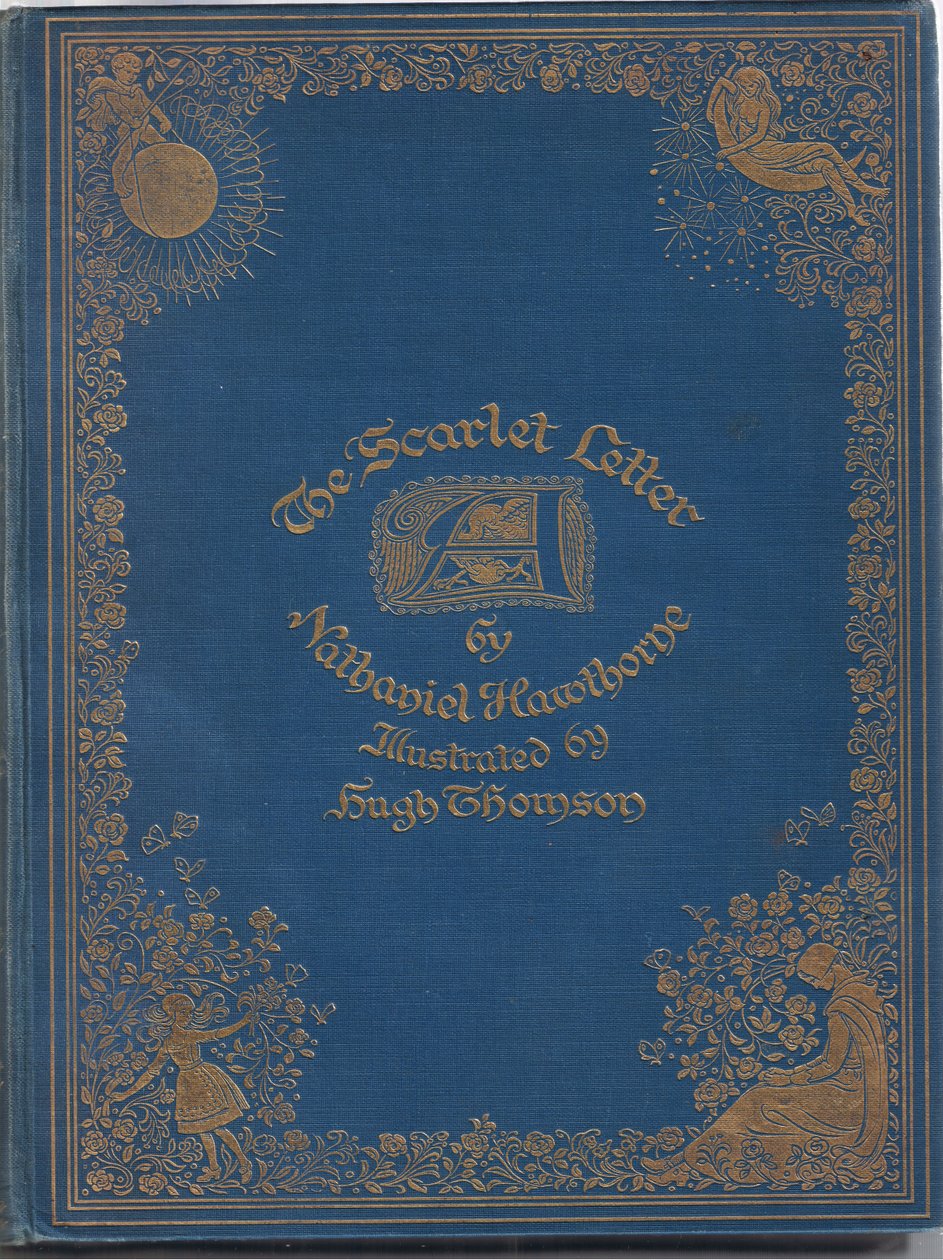 The Scarlet Letter
A
by
Nathaniel Hawthorne
Illustrated by
Hugh Thomson